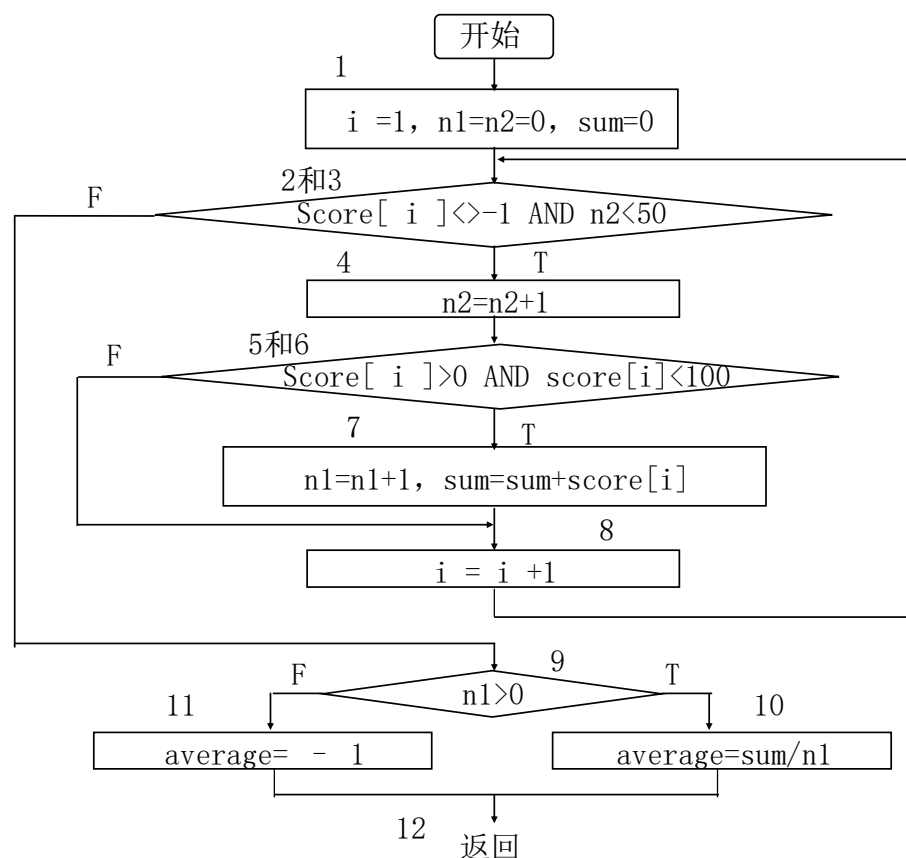 开始
1
i =1, n1=n2=0, sum=0
2和3
F
Score[ i ]<>-1 AND n2<50
4
T
n2=n2+1
5和6
F
Score[ i ]>0 AND score[i]<100
7
T
n1=n1+1, sum=sum+score[i]
8
i = i +1
9
F
T
n1>0
11
10
average= - 1
average=sum/n1
12
返回